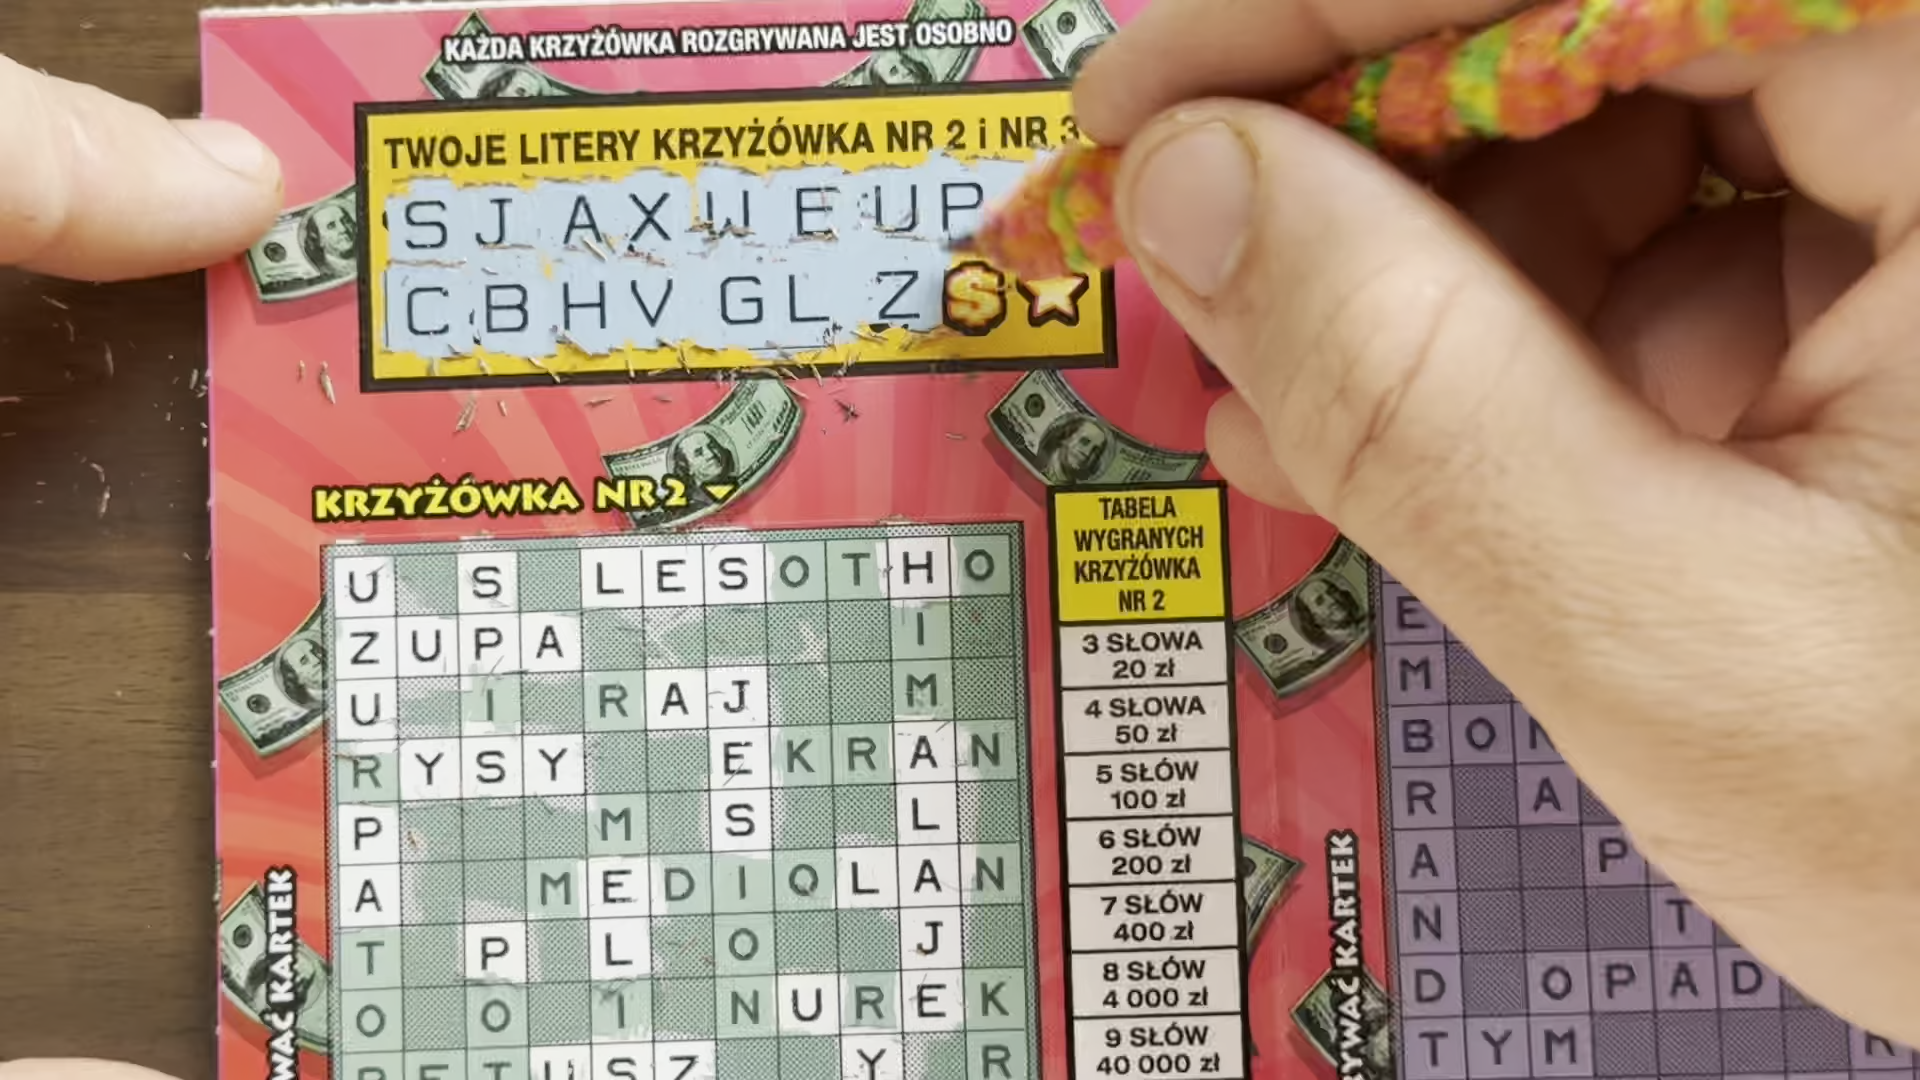 KAŻDA KRZYŻÓWKA ROZGRYWANA JEST OSOBNO
TWOJE LITERY KRZYŻÓWKA NR 2 i NR 3
S J A X W E U P
C B H V G L Z $
KRZYŻÓWKA NR 2
U S L E S O T H O
Z U P A I
U I R A J M
R Y S Y E K R A N
P M S L
A M E D I O L A N
T P L O J
O O I N U R E K
T U S Z Y R
TABELA
WYGRANYCH
KRZYŻÓWKA
NR 2
3 SŁOWA
20 zł
4 SŁOWA
50 zł
5 SŁÓW
100 zł
6 SŁÓW
200 zł
7 SŁÓW
400 zł
8 SŁÓW
4 000 zł
9 SŁÓW
40 000 zł
KARTEK
E
M
B O
R A
A P
N T
D O P A D
T Y M
KARTEK